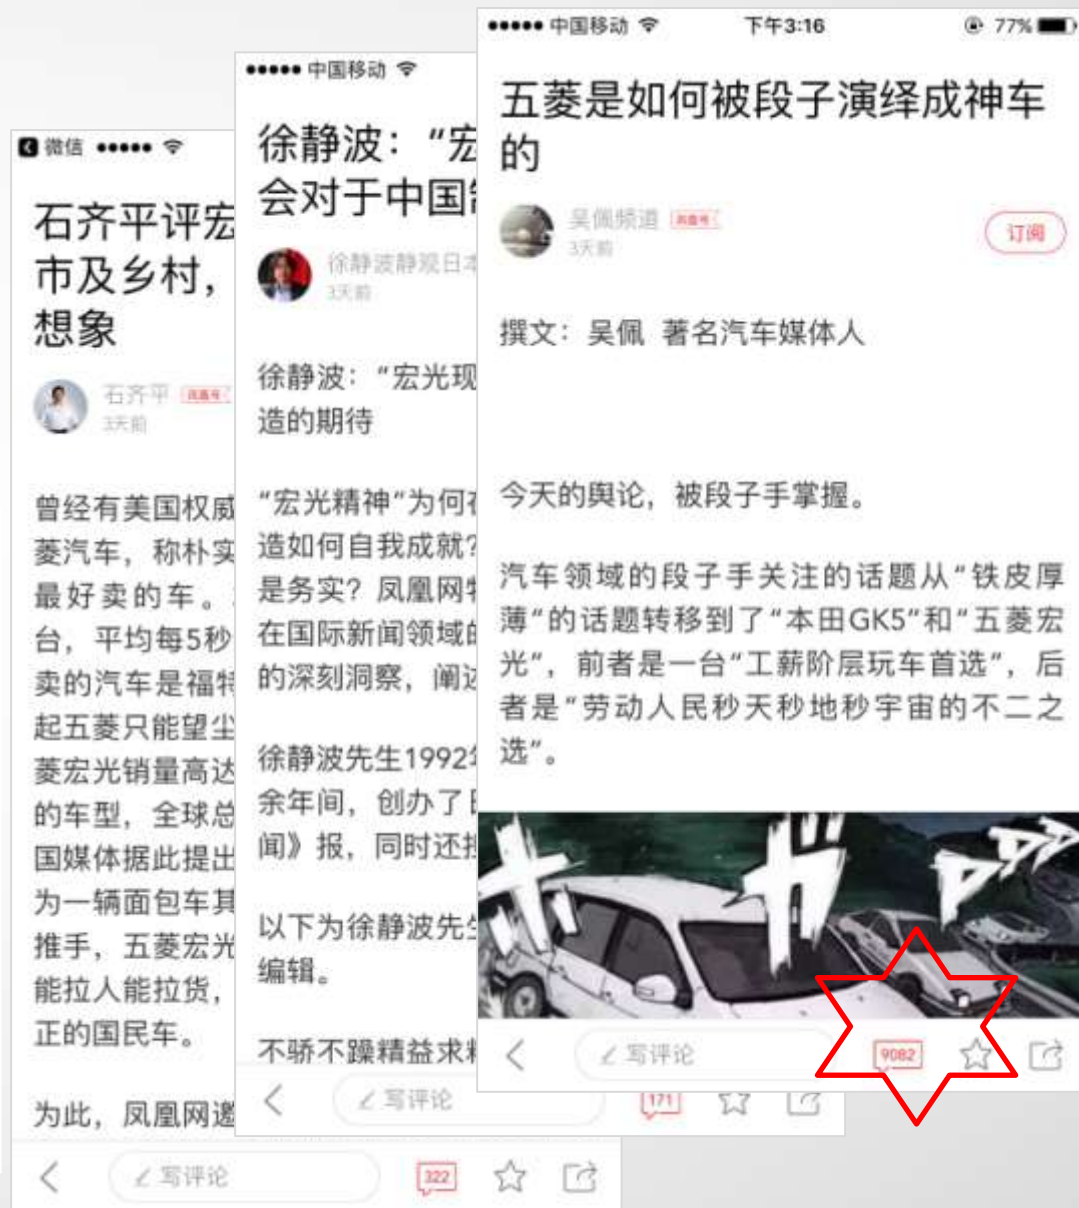 微信
石齐平评宏
市及乡村，
想象
石齐平 凤凰号
3天前
曾经有美国权威
菱汽车，称朴实
最好卖的车。
台，平均每5秒
卖的汽车是福特
起五菱只能望尘
菱宏光销量高达
的车型，全球总
国媒体据此提出
为一辆面包车其
推手，五菱宏光
能拉人能拉货，
正的国民车。
为此，凤凰网邀
写评论
322
中国移动
徐静波：“宏
会对于中国制
徐静波静观日本
3天前
徐静波：“宏光现
造的期待
“宏光精神“为何在
造如何自我成就？
是务实？凤凰网特
在国际新闻领域的
的深刻洞察，阐述
徐静波先生1992年
余年间，创办了日
闻》报，同时还担
以下为徐静波先生
编辑。
不骄不躁精益求精
写评论
171
中国移动 下午3:16 77%
五菱是如何被段子演绎成神车
的
吴佩频道 凤凰号
3天前
订阅
撰文：吴佩 著名汽车媒体人
今天的舆论，被段子手掌握。
汽车领域的段子手关注的话题从“铁皮厚
薄“的话题转移到了“本田GK5”和“五菱宏
光”，前者是一台“工薪阶层玩车首选”，后
者是“劳动人民秒天秒地秒宇宙的不二之
选”。
写评论
9082